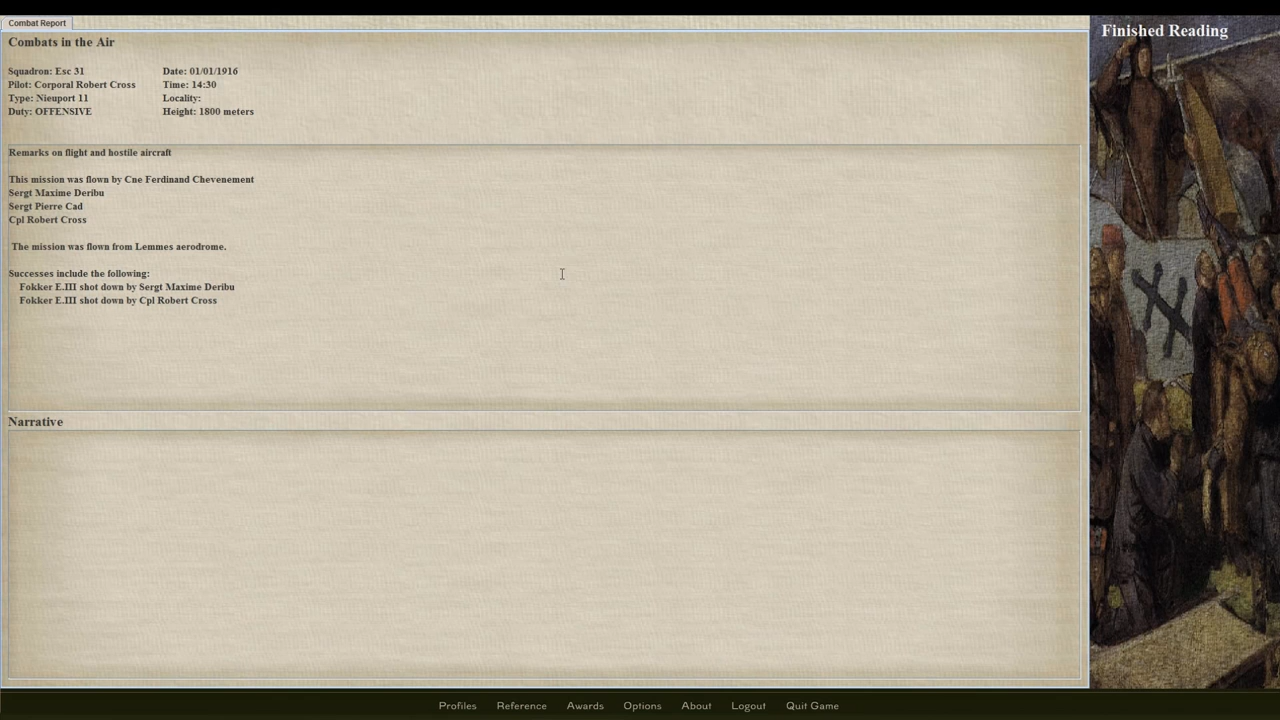 Combat Report
Finished Reading
Combats in the Air
Squadron: Esc 31 Date: 01/01/1916
Pilot: Corporal Robert Cross Time: 14:30
Type: Nieuport 11 Locality:
Duty: OFFENSIVE Height: 1800 meters
Remarks on flight and hostile aircraft
This mission was flown by Cne Ferdinand Chevenement
Sergt Maxime Deribu
Sergt Pierre Cad
Cpl Robert Cross
The mission was flown from Lemmes aerodrome.
Successes include the following:
Fokker E.III shot down by Sergt Maxime Deribu
Fokker E.III shot down by Cpl Robert Cross
Narrative
Profiles Reference Awards Options About Logout Quit Game